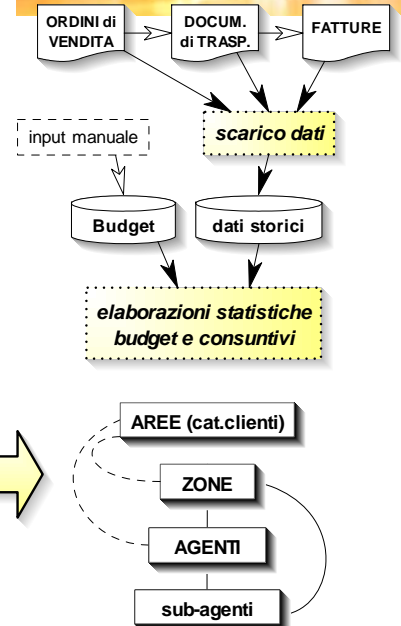 ORDINI di
VENDITA
DOCUM.
di TRASP.
FATTURE
input manuale
scarico dati
Budget
dati storici
elaborazioni statistiche
budget e consuntivi
AREE (cat.clienti)
ZONE
AGENTI
sub-agenti